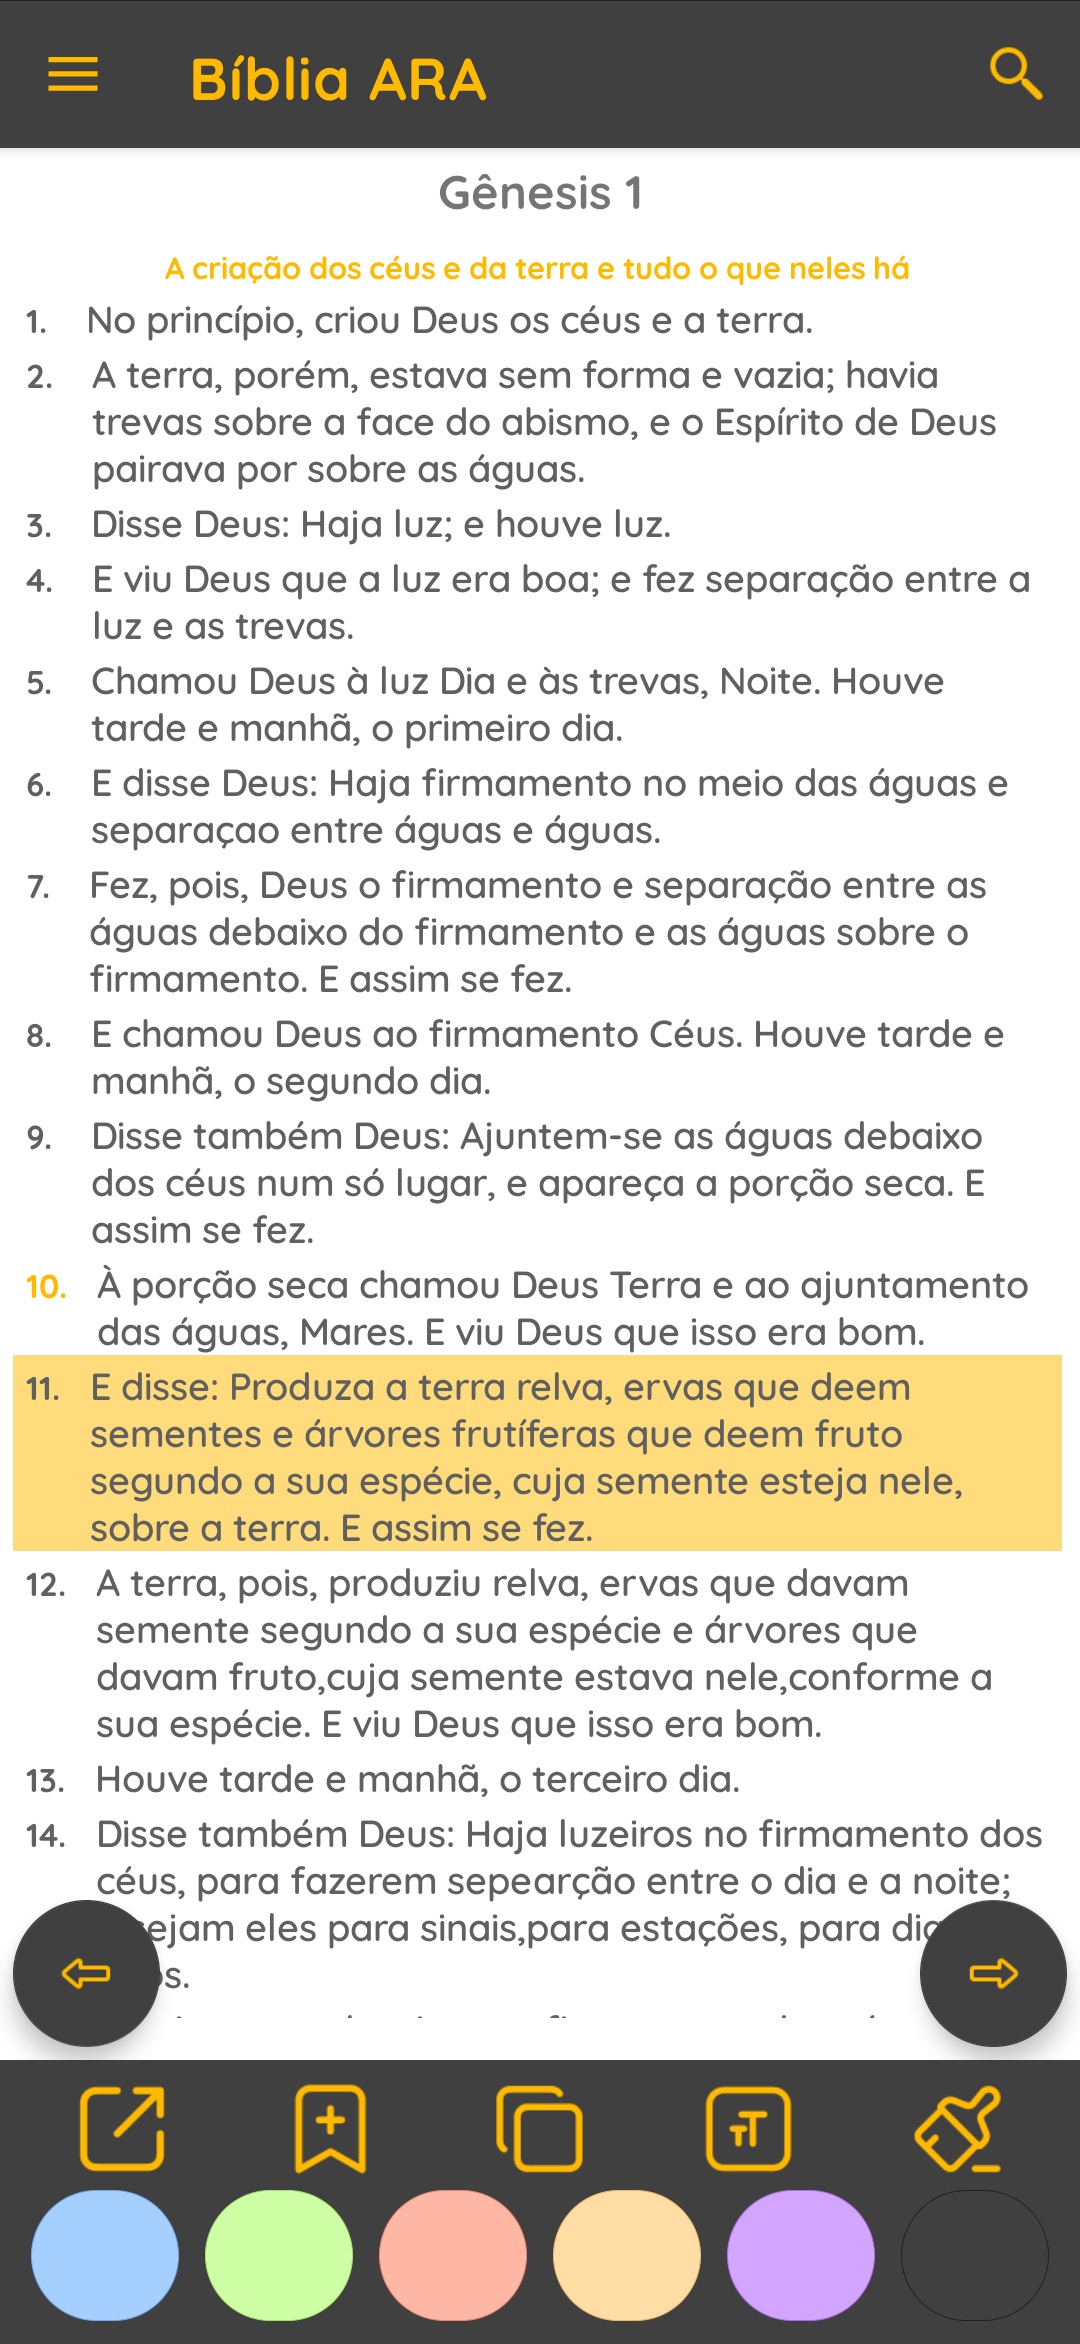 Bíblia ARA
Gênesis 1
A criação dos céus e da terra e tudo o que neles há
1. No princípio, criou Deus os céus e a terra.
2. A terra, porém, estava sem forma e vazia; havia
trevas sobre a face do abismo, e o Espírito de Deus
pairava por sobre as águas.
3. Disse Deus: Haja luz; e houve luz.
4. E viu Deus que a luz era boa; e fez separação entre a
luz e as trevas.
5. Chamou Deus à luz Dia e às trevas, Noite. Houve
tarde e manhã, o primeiro dia.
6. E disse Deus: Haja firmamento no meio das águas e
separaçao entre águas e águas.
7. Fez, pois, Deus o firmamento e separação entre as
águas debaixo do firmamento e as águas sobre o
firmamento. E assim se fez.
8. E chamou Deus ao firmamento Céus. Houve tarde e
manhã, o segundo dia.
9. Disse também Deus: Ajuntem-se as águas debaixo
dos céus num só lugar, e apareça a porção seca. E
assim se fez.
10. À porção seca chamou Deus Terra e ao ajuntamento
das águas, Mares. E viu Deus que isso era bom.
11. E disse: Produza a terra relva, ervas que deem
sementes e árvores frutíferas que deem fruto
segundo a sua espécie, cuja semente esteja nele,
sobre a terra. E assim se fez.
12. A terra, pois, produziu relva, ervas que davam
semente segundo a sua espécie e árvores que
davam fruto,cuja semente estava nele,conforme a
sua espécie. E viu Deus que isso era bom.
13. Houve tarde e manhã, o terceiro dia.
14. Disse também Deus: Haja luzeiros no firmamento dos
céus, para fazerem sepearção entre o dia e a noite;
eles para sinais,para estações, para
TT